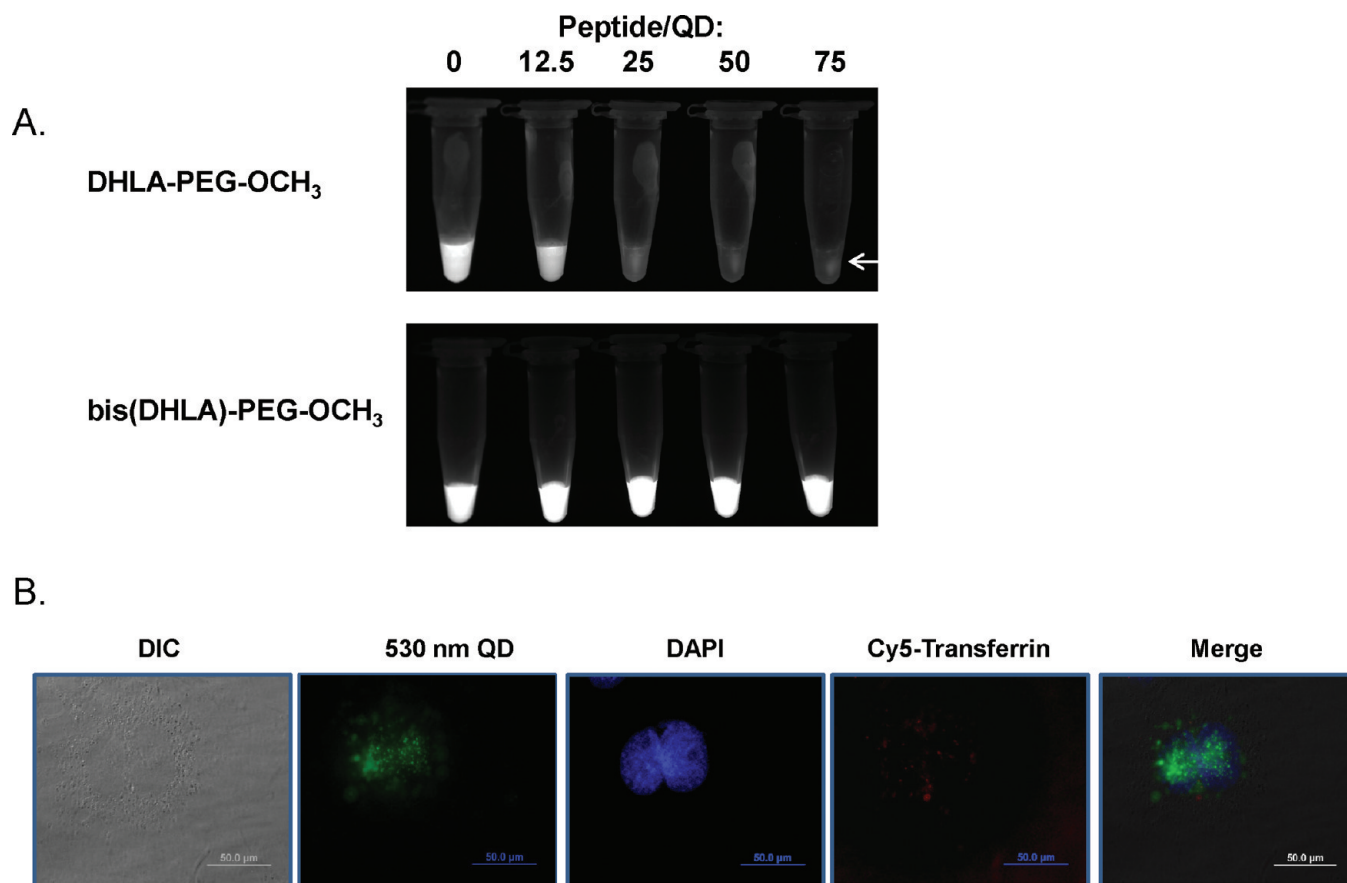 Peptide/QD:
0 12.5 25 50 75
A.
DHLA-PEG-OCH₃
bis(DHLA)-PEG-OCH₃
B.
DIC 530 nm QD DAPI Cy5-Transferrin Merge
50.0 µm 50.0 µm 50.0 µm 50.0 µm 50.0 µm